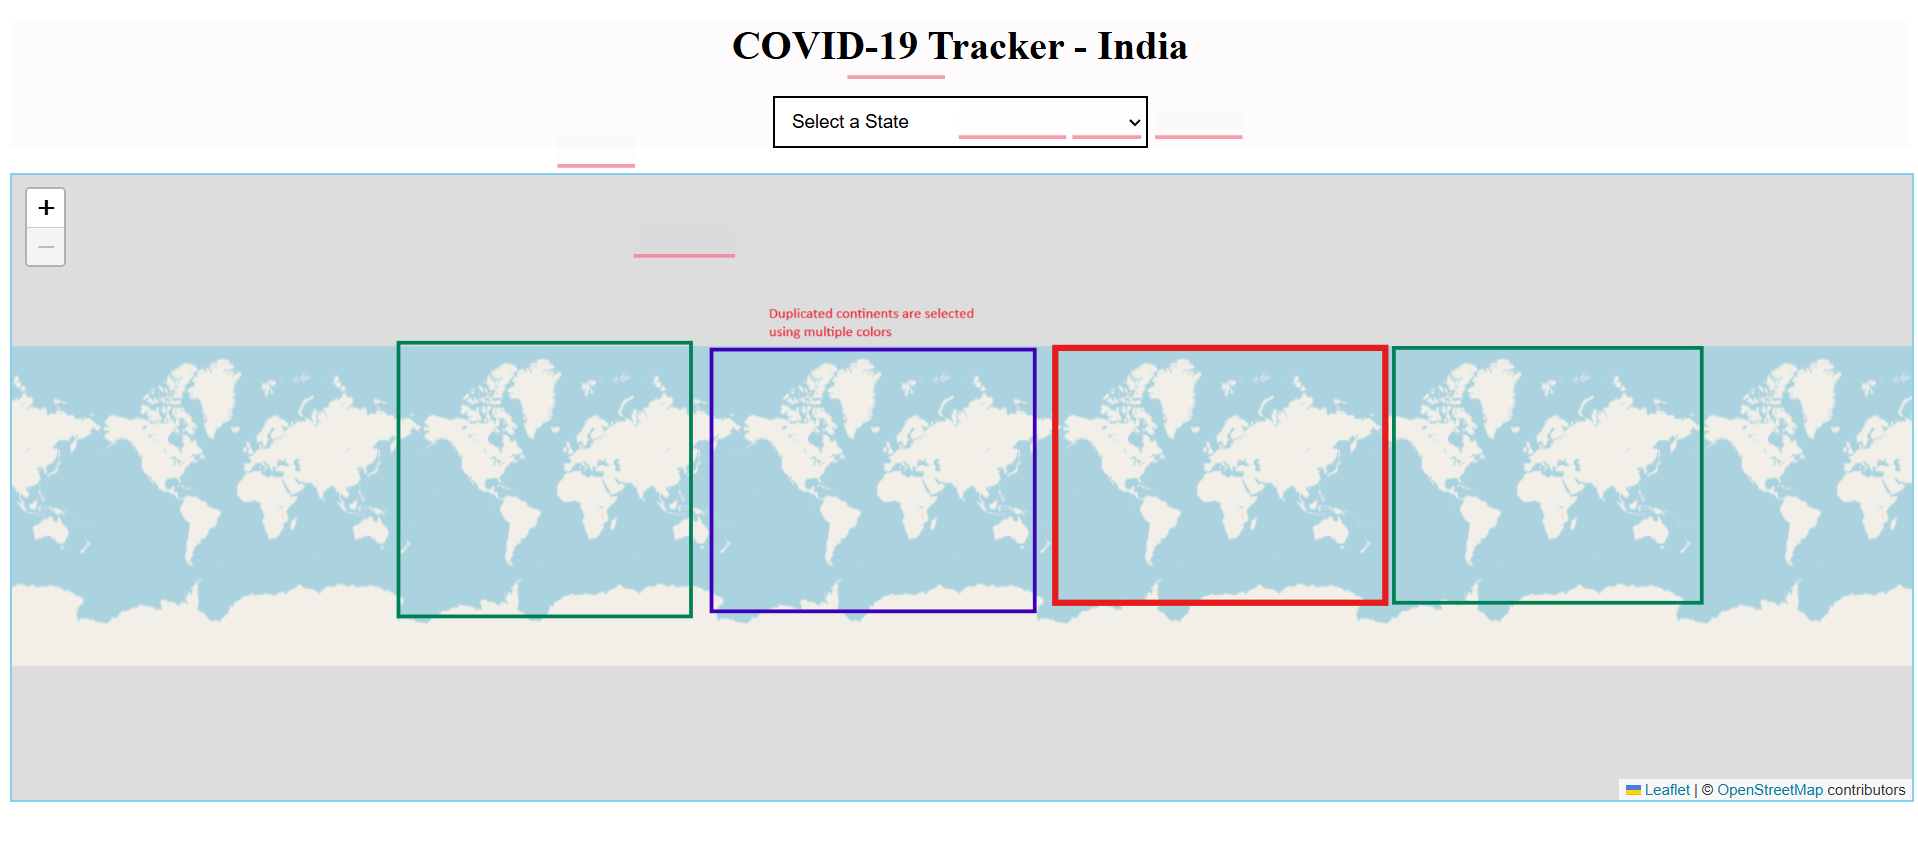 COVID-19 Tracker - India
Select a State
+
−
Duplicated continents are selected
using multiple colors
Leaflet | © OpenStreetMap contributors